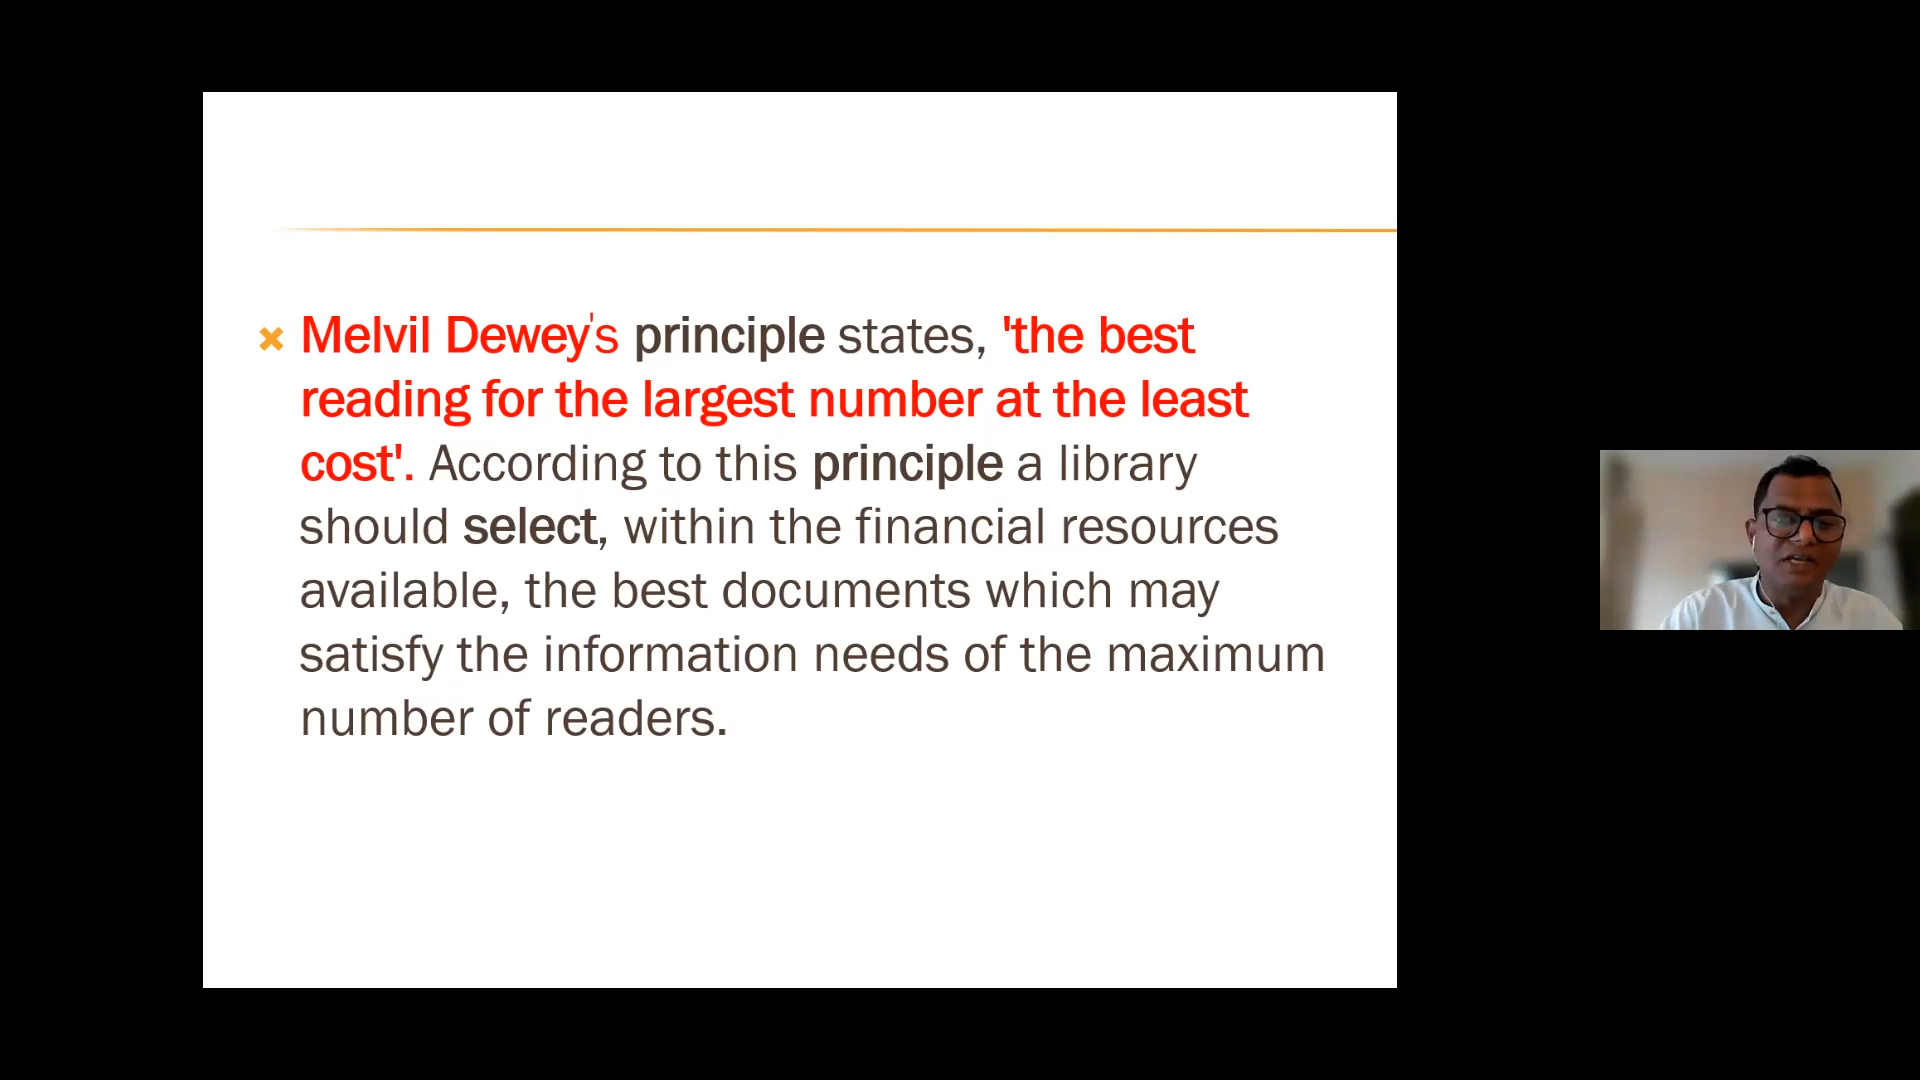 Melvil Dewey's principle states, 'the best
reading for the largest number at the least
cost'. According to this principle a library
should select, within the financial resources
available, the best documents which may
satisfy the information needs of the maximum
number of readers.